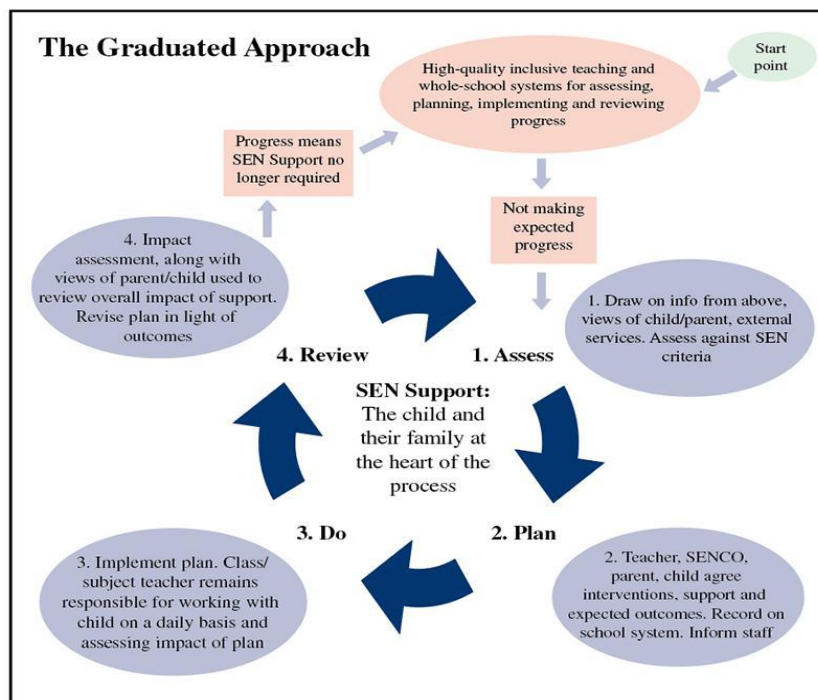 The Graduated Approach
Start
point
High-quality inclusive teaching and
whole-school systems for assessing,
planning, implementing and reviewing
progress
Progress means
SEN Support no
longer required
Not making
expected
progress
4. Impact
assessment, along with
views of parent/child used to
review overall impact of support.
Revise plan in light of
outcomes
1. Draw on info from above,
views of child/parent, external
services. Assess against SEN
criteria
4. Review
1. Assess
SEN Support:
The child and
their family at
the heart of the
process
3. Do
2. Plan
3. Implement plan. Class/
subject teacher remains
responsible for working with
child on a daily basis and
assessing impact of plan
2. Teacher, SENCO,
parent, child agree
interventions, support and
expected outcomes. Record on
school system. Inform staff